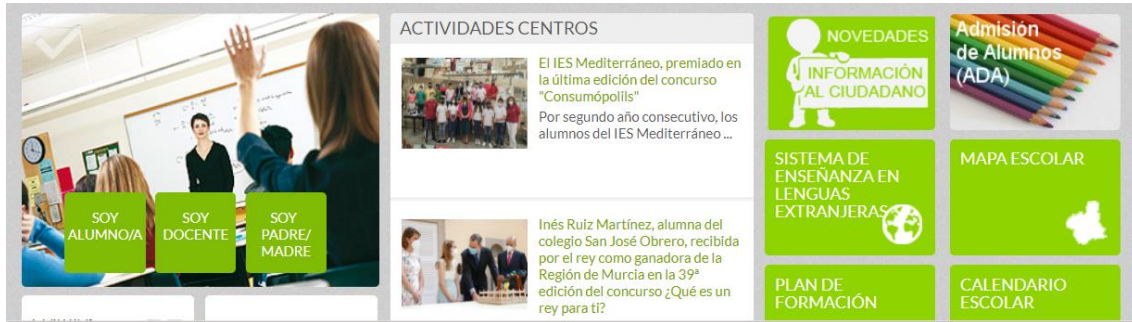 SOY
ALUMNO/A
SOY
DOCENTE
SOY
PADRE/
MADRE
ACTIVIDADES CENTROS
El IES Mediterráneo, premiado en
la última edición del concurso
"Consumópolils"
Por segundo año consecutivo, los
alumnos del IES Mediterráneo ...
Inés Ruiz Martínez, alumna del
colegio San José Obrero, recibida
por el rey como ganadora de la
Región de Murcia en la 39ª
edición del concurso ¿Qué es un
rey para ti?
NOVEDADES
INFORMACIÓN
AL CIUDADANO
Admisión
de Alumnos
(ADA)
SISTEMA DE
ENSEÑANZA EN
LENGUAS
EXTRANJERAS
MAPA ESCOLAR
PLAN DE
FORMACIÓN
CALENDARIO
ESCOLAR